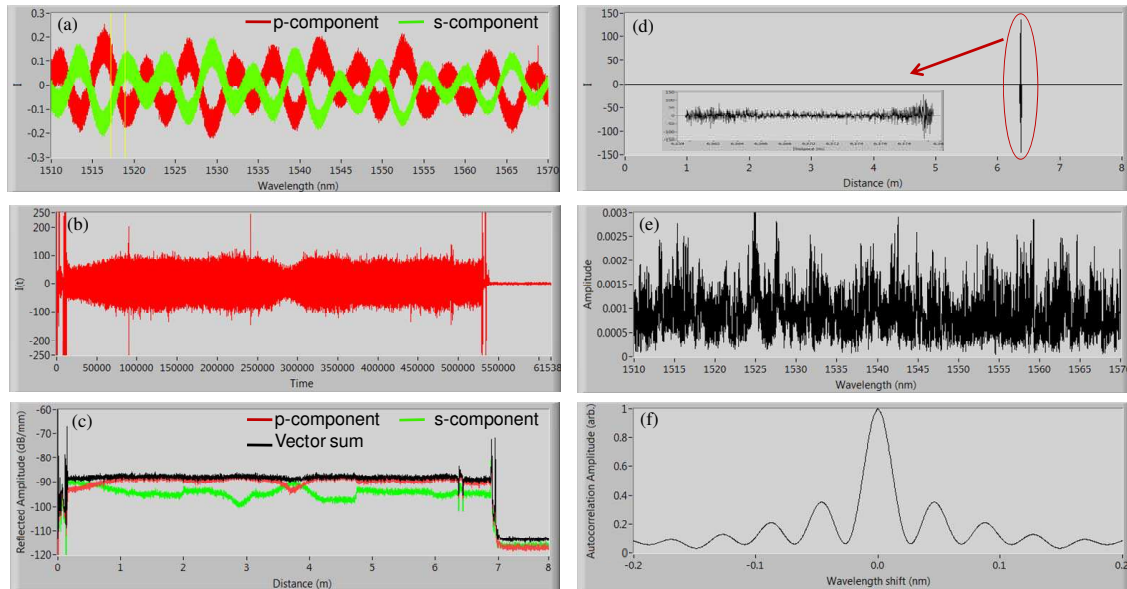 (a)
p-component s-component
0.3
0.2
0.1
0
0.1
0.2
0.3
I
1510 1515 1520 1525 1530 1535 1540 1545 1550 1555 1560 1565 1570
Wavelength (nm)
(b)
250
200
100
0
-100
-200
-250
I(t)
0 50000 100000 150000 200000 250000 300000 350000 400000 450000 500000 550000 61538
Time
(c)
p-component s-component
Vector sum
-60
-70
-80
-90
-100
-110
-120
Reflected Amplitude (dB/mm)
0 1 2 3 4 5 6 7 8
Distance (m)
(d)
150
100
50
0
-50
-100
-150
I
0 1 2 3 4 5 6 7 8
Distance (m)
(e)
0.003
0.0025
0.002
0.0015
0.001
0.0005
0
Amplitude
1510 1515 1520 1525 1530 1535 1540 1545 1550 1555 1560 1565 1570
Wavelength (nm)
(f)
1
0.8
0.6
0.4
0.2
0
Autocorrelation Amplitude (arb.)
-0.2 -0.1 0.0 0.1 0.2
Wavelength shift (nm)